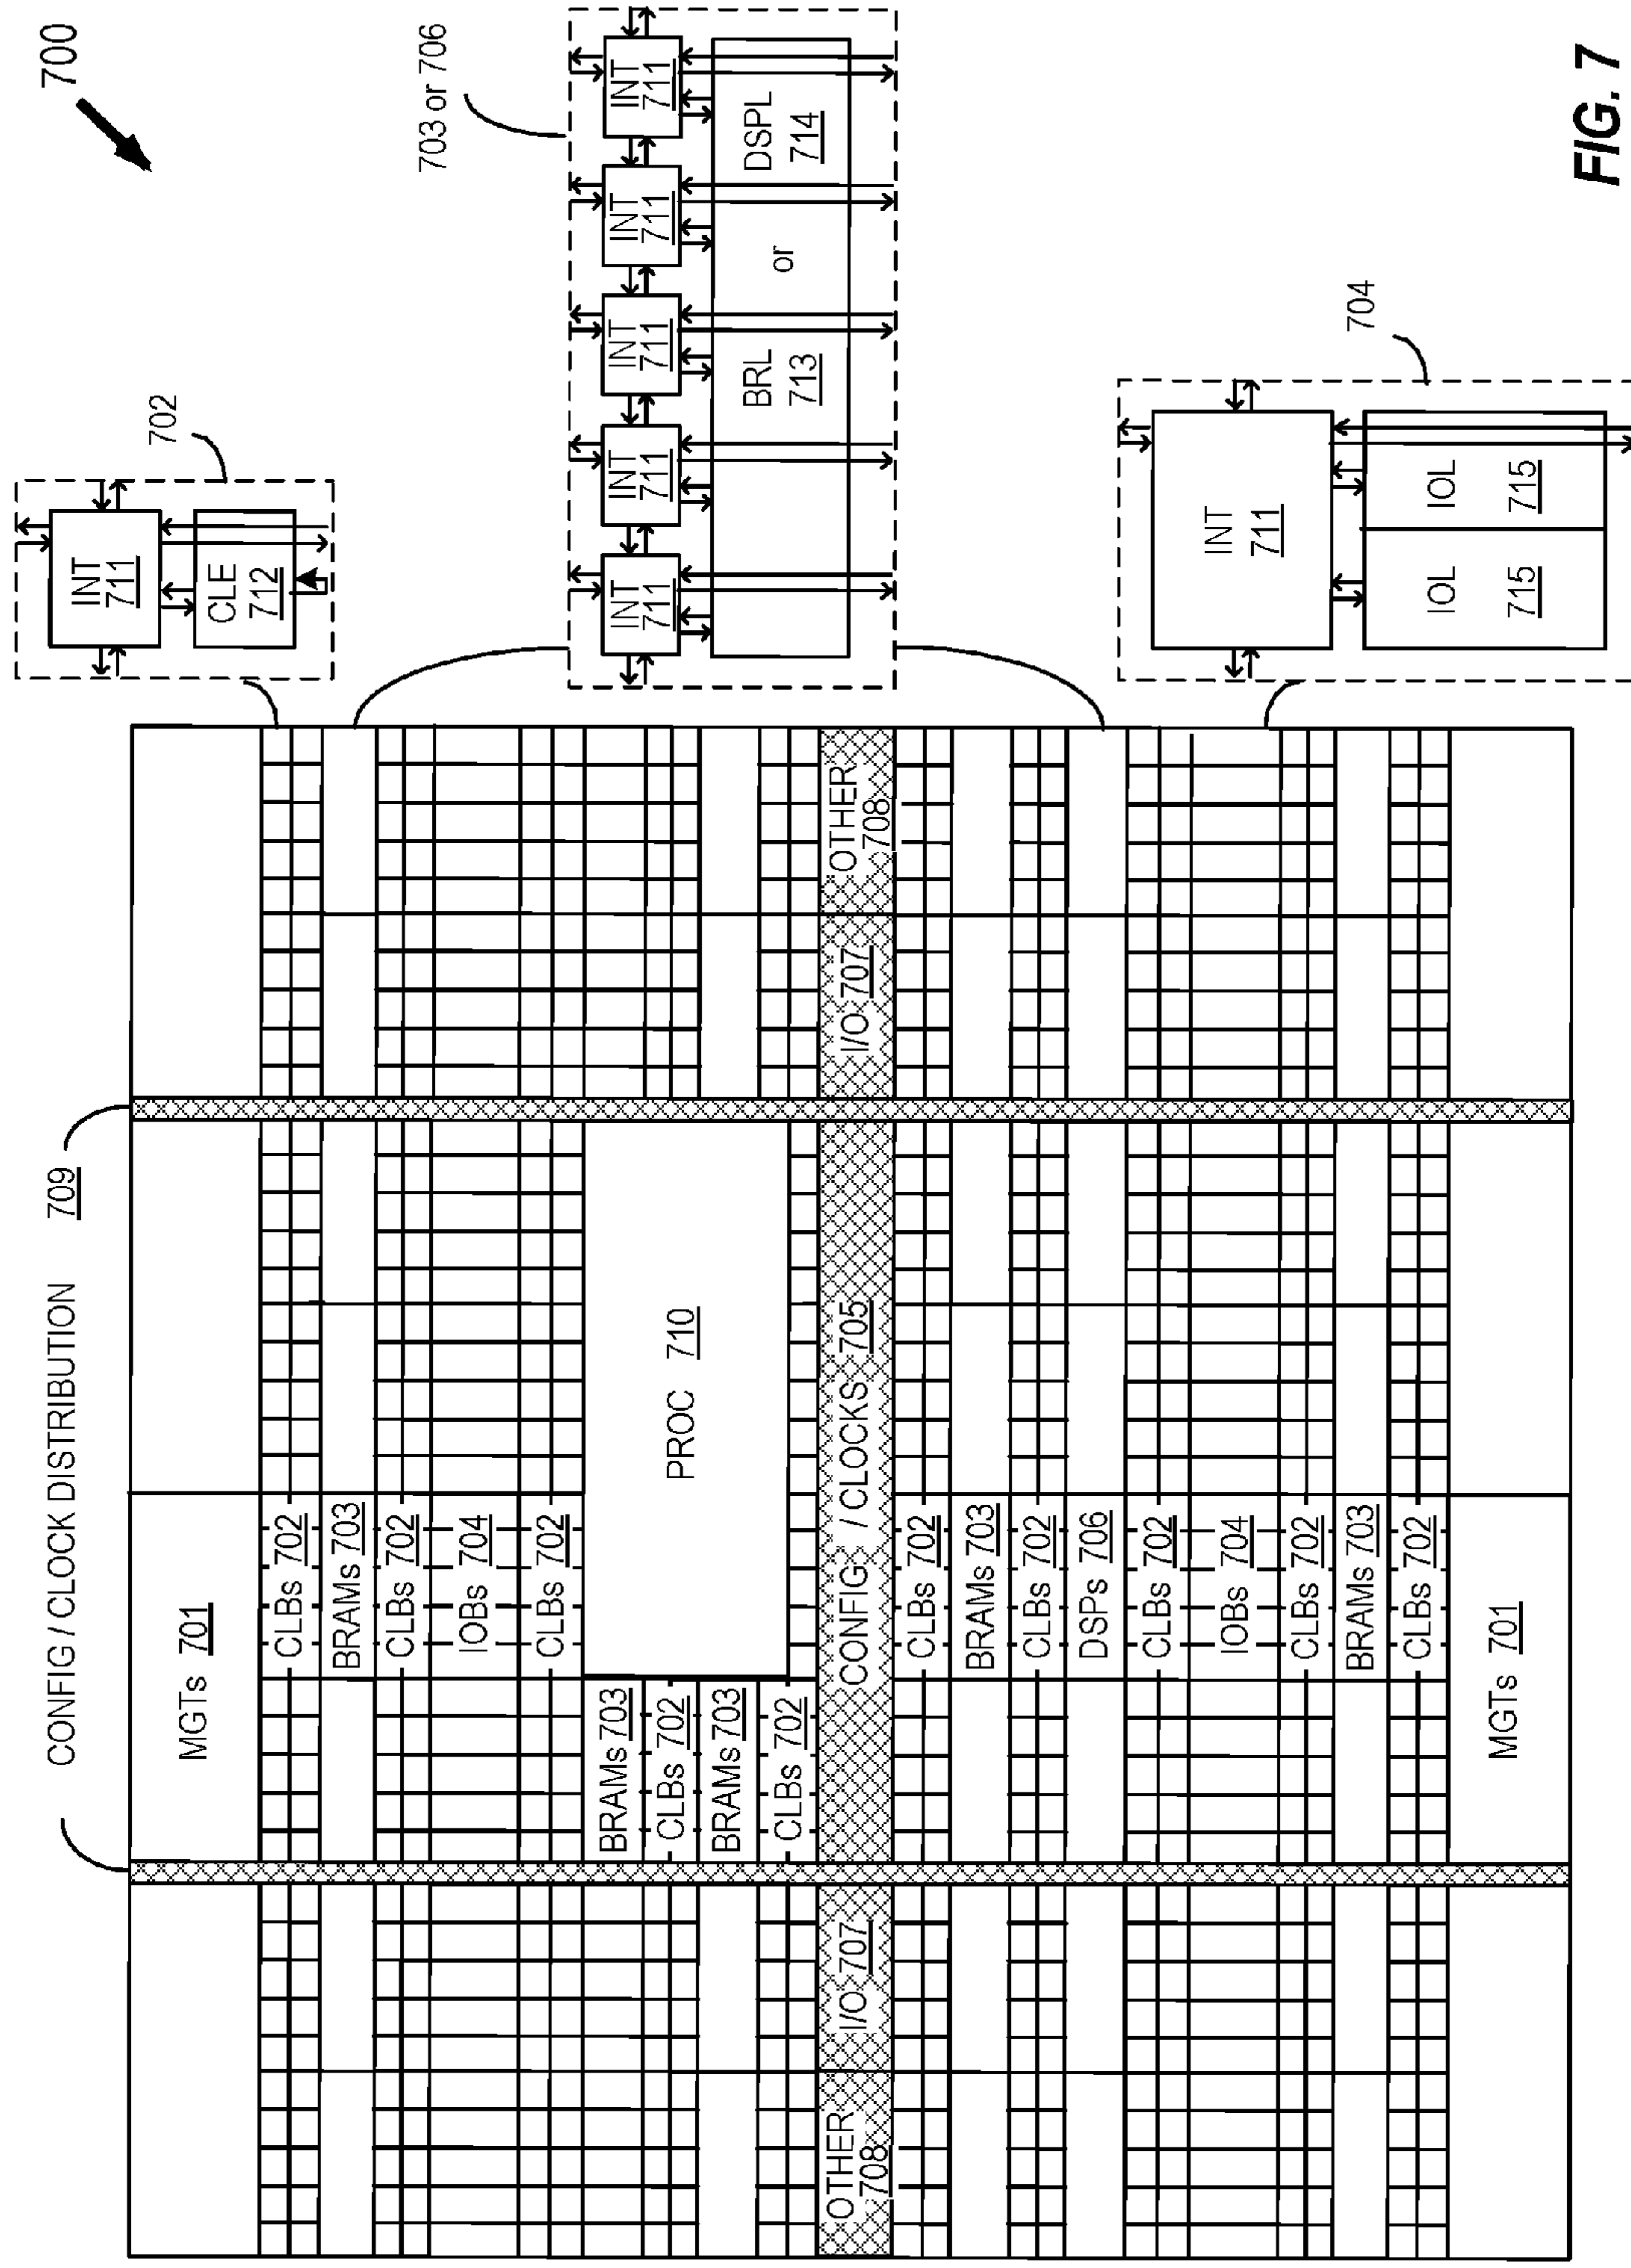 700
CONFIG / CLOCK DISTRIBUTION 709
MGTs 701
CLBs 702
BRAMs 703
CLBs 702
IOBs 704
CLBs 702
BRAMs 703
CLBs 702
BRAMs 703
CLBs 702
PROC 710
OTHER
708
I/O 707
CONFIG / CLOCKS 705
I/O 707
OTHER
708
CLBs 702
BRAMs 703
CLBs 702
DSPs 706
CLBs 702
IOBs 704
CLBs 702
BRAMs 703
CLBs 702
MGTs 701
702
INT
711
CLE
712
703 or 706
INT
711
INT
711
INT
711
INT
711
INT
711
BRL
713
or
DSPL
714
704
INT
711
IOL
715
IOL
715
FIG. 7